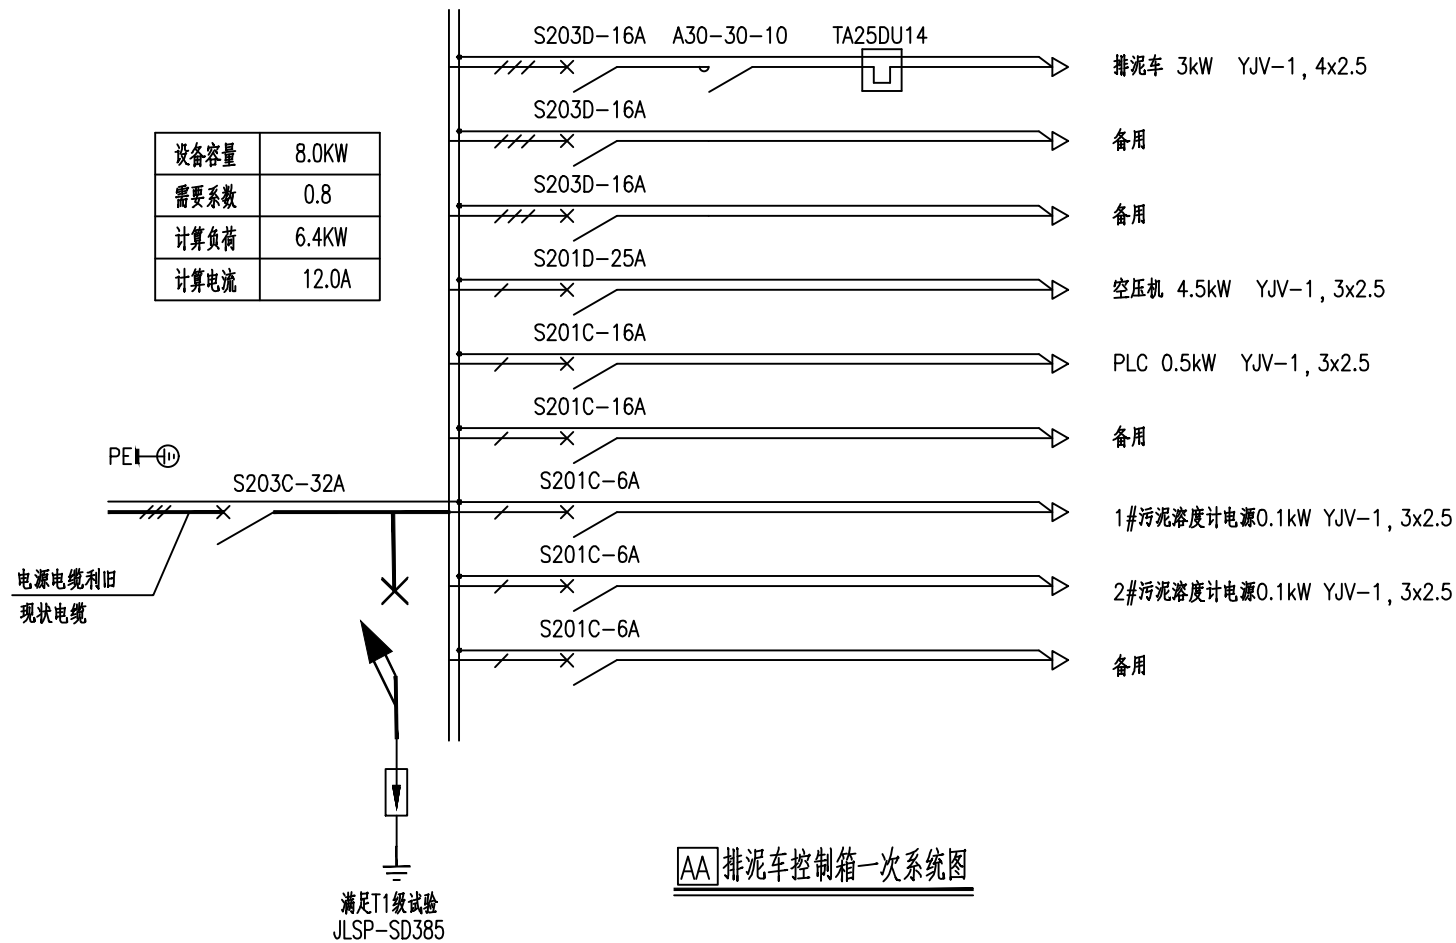 S203D-16A A30-30-10 TA25DU14
排泥车 3kW YJV-1, 4x2.5
S203D-16A
备用
S203D-16A
备用
S201D-25A
空压机 4.5kW YJV-1, 3x2.5
S201C-16A
PLC 0.5kW YJV-1, 3x2.5
S201C-16A
备用
S201C-6A
1#污泥溶度计电源0.1kW YJV-1, 3x2.5
S201C-6A
2#污泥溶度计电源0.1kW YJV-1, 3x2.5
S201C-6A
备用
设备容量 8.0KW
需要系数 0.8
计算负荷 6.4KW
计算电流 12.0A
PE
S203C-32A
电源电缆利旧
现状电缆
满足T1级试验
JLSP-SD385
AA 排泥车控制箱一次系统图